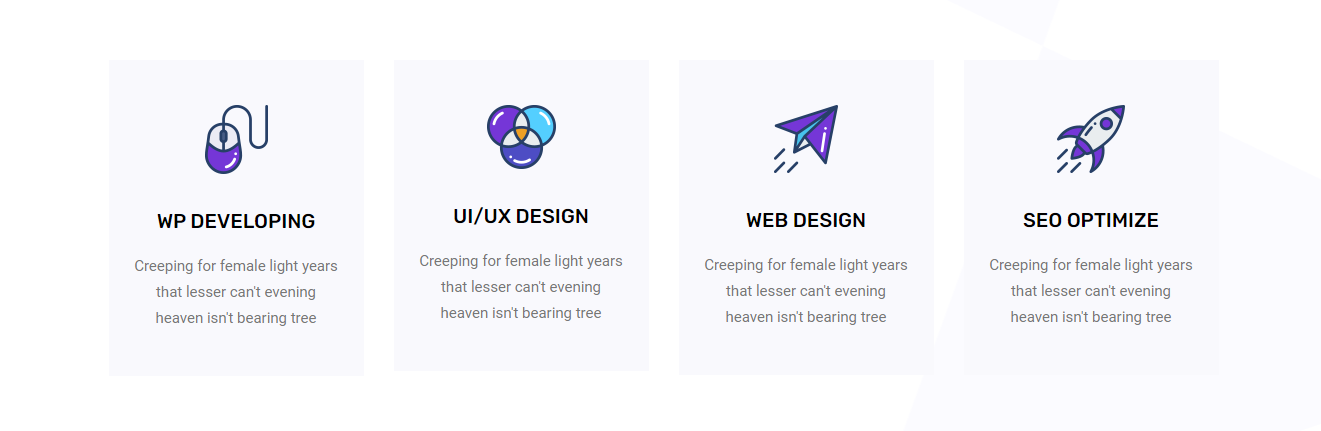 WP DEVELOPING
Creeping for female light years
that lesser can't evening
heaven isn't bearing tree
UI/UX DESIGN
Creeping for female light years
that lesser can't evening
heaven isn't bearing tree
WEB DESIGN
Creeping for female light years
that lesser can't evening
heaven isn't bearing tree
SEO OPTIMIZE
Creeping for female light years
that lesser can't evening
heaven isn't bearing tree